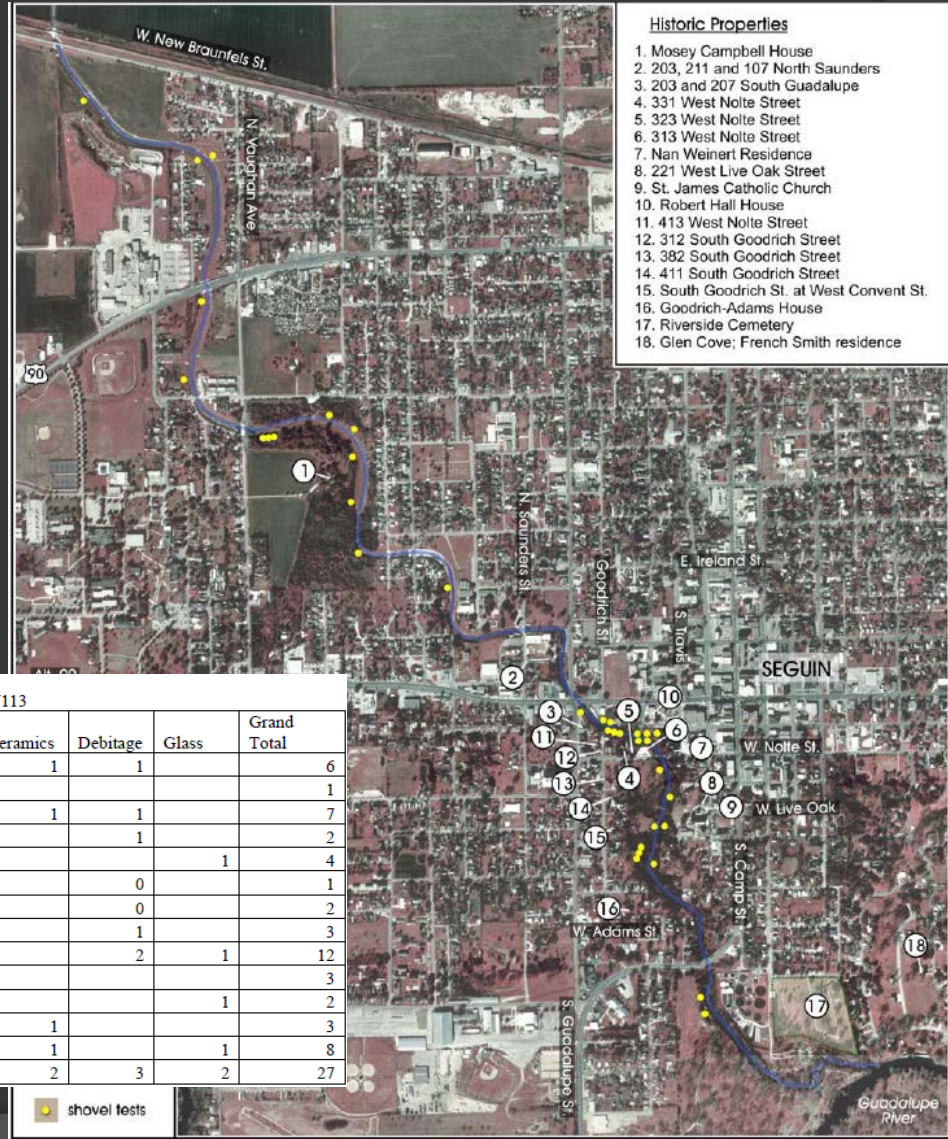 Historic Properties
1. Mosey Campbell House
2. 203, 211 and 107 North Saunders
3. 203 and 207 South Guadalupe
4. 331 West Nolte Street
5. 323 West Nolte Street
6. 313 West Nolte Street
7. Nan Weinert Residence
8. 221 West Live Oak Street
9. St. James Catholic Church
10. Robert Hall House
11. 413 West Nolte Street
12. 312 South Goodrich Street
13. 382 South Goodrich Street
14. 411 South Goodrich Street
15. South Goodrich St. at West Convent St.
16. Goodrich-Adams House
17. Riverside Cemetery
18. Glen Cove; French Smith residence
W. New Braunfels St.
N. Vaughan Ave
90
1
N. Saunders St.
Goodrich St.
E. Ireland St.
S. Travis
SEGUIN
2
3
5
10
11
6
12
7
W. Nolte St.
4
13
8
14
9
W. Live Oak
15
S. Camp St.
16
W. Adams St.
18
17
S. Guadalupe St.
Guadalupe
River
113
eramics Debitage Glass Grand Total
1 1 6
1
1 1 7
1 2
1 4
0 1
0 2
1 3
2 1 12
3
1 2
1 3
1 1 8
2 3 2 27
shovel tests